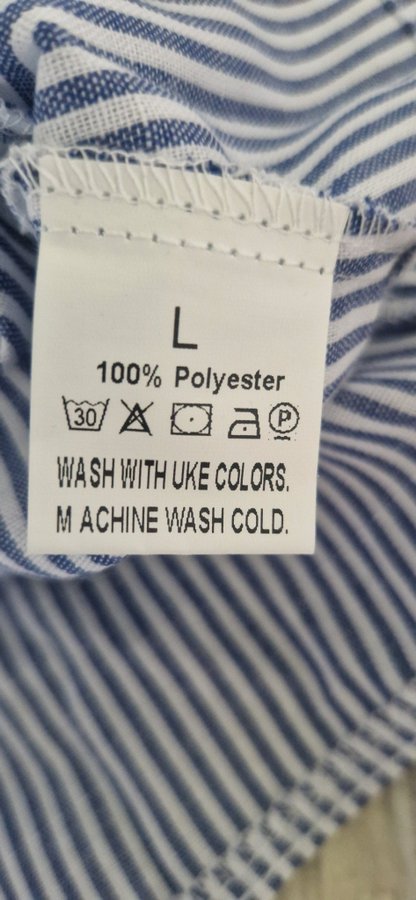 L
100% Polyester
30 P
WASH WITH UKE COLORS.
M ACHINE WASH COLD.